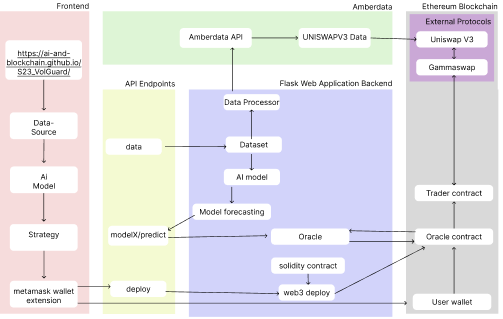 Frontend
Amberdata
Ethereum Blockchain
External Protocols
Amberdata API
UNISWAPV3 Data
Uniswap V3
Gammaswap
https://ai-and-
blockchain.github.io/
S23_VolGuard/
API Endpoints
Flask Web Application Backend
Data Processor
Data-
Source
data
Dataset
Ai
Model
AI model
Trader contract
Model forecasting
Strategy
modelX/predict
Oracle
Oracle contract
solidity contract
metamask wallet
extension
deploy
web3 deploy
User wallet